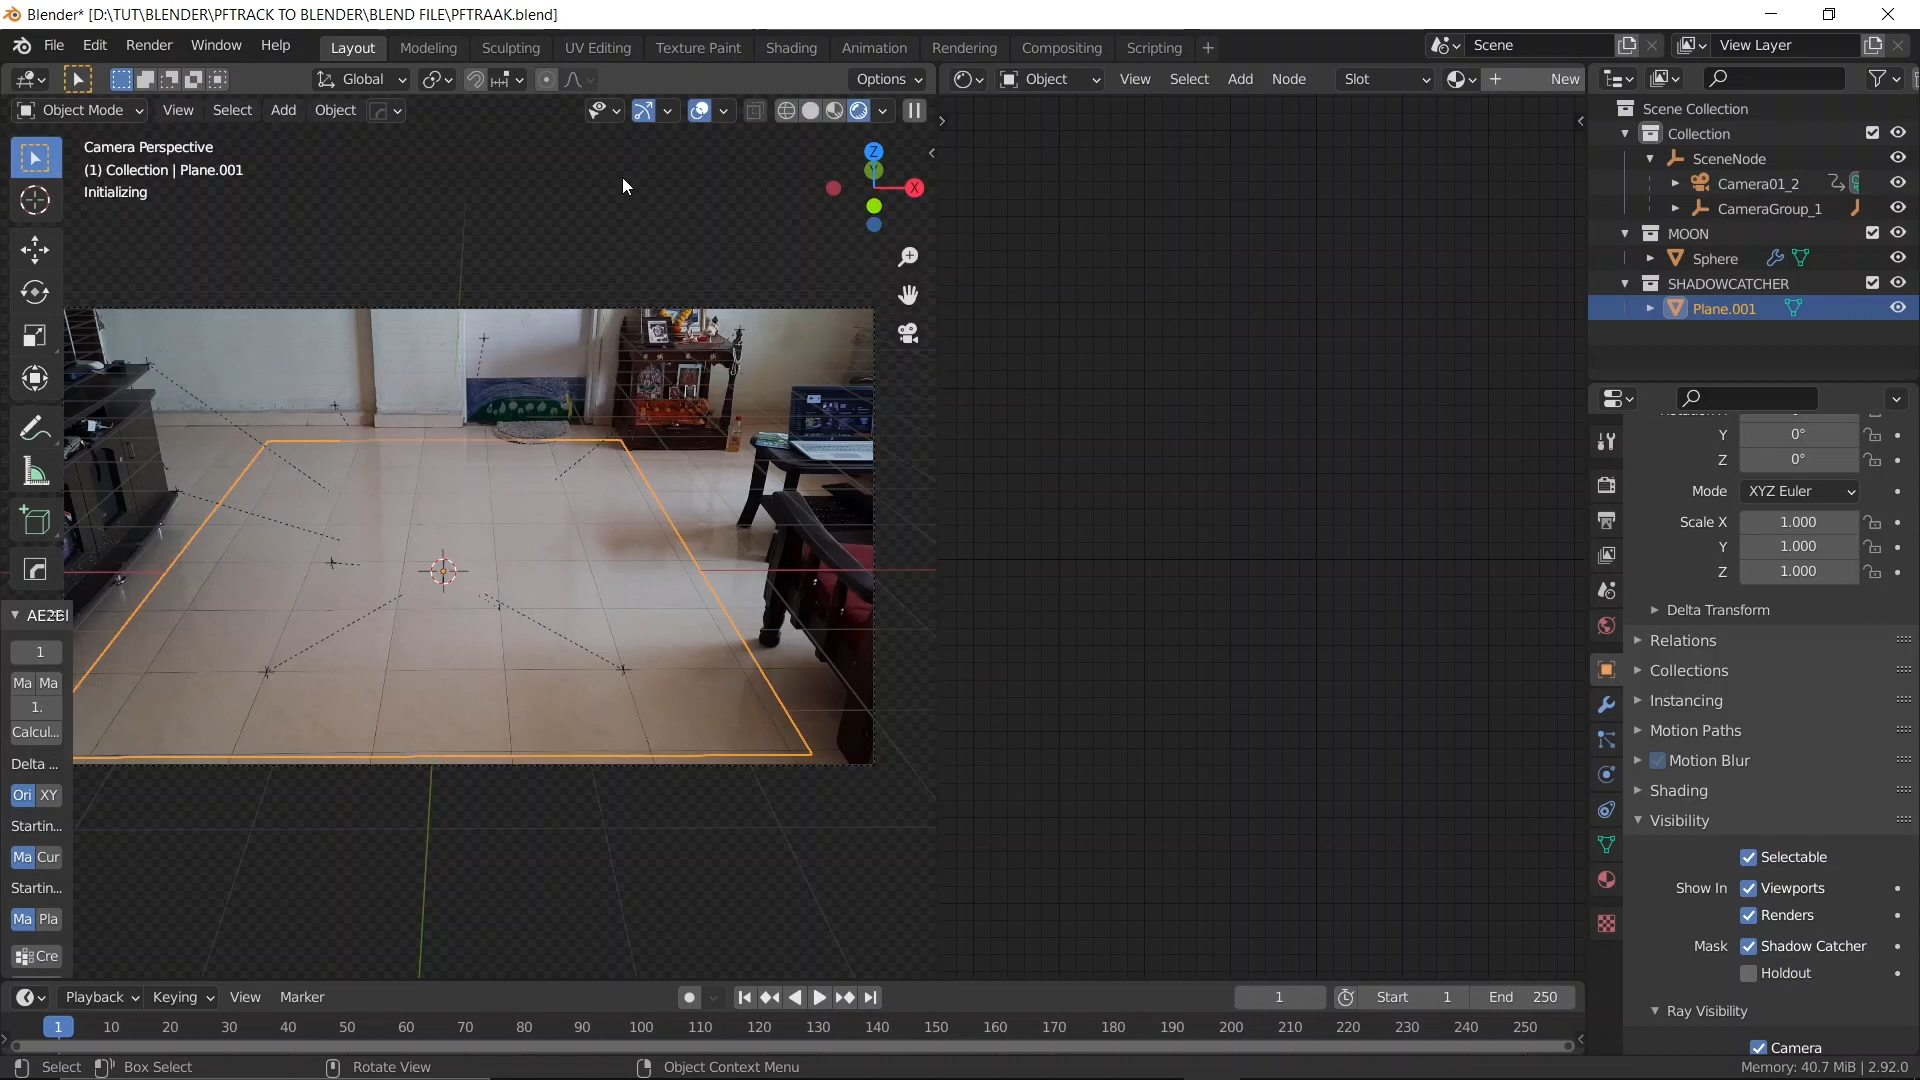 Blender* [D:\TUT\BLENDER\PFTRACK TO BLENDER\BLEND FILE\PFTRAAK.blend]
File Edit Render Window Help Layout Modeling Sculpting UV Editing Texture Paint Shading Animation Rendering Compositing Scripting + Scene View Layer
Global Options Object View Select Add Node Slot New
Object Mode View Select Add Object
Camera Perspective
(1) Collection | Plane.001
Initializing
Z
Y
X
Scene Collection
Collection
SceneNode
Camera01_2
CameraGroup_1
MOON
Sphere
SHADOWCATCHER
Plane.001
Y 0°
Z 0°
Mode XYZ Euler
Scale X 1.000
Y 1.000
Z 1.000
Delta Transform
Relations
Collections
Instancing
Motion Paths
Motion Blur
Shading
Visibility
Selectable
Show In Viewports
Renders
Mask Shadow Catcher
Holdout
Ray Visibility
Camera
1
Ma Ma
1.
Calcul...
Delta ...
Ori XY
Startin...
Ma Cur
Startin...
Ma Pla
Cre
Playback Keying View Marker 1 Start 1 End 250
1 10 20 30 40 50 60 70 80 90 100 110 120 130 140 150 160 170 180 190 200 210 220 230 240 250
Select Box Select Rotate View Object Context Menu Memory: 40.7 MiB | 2.92.0